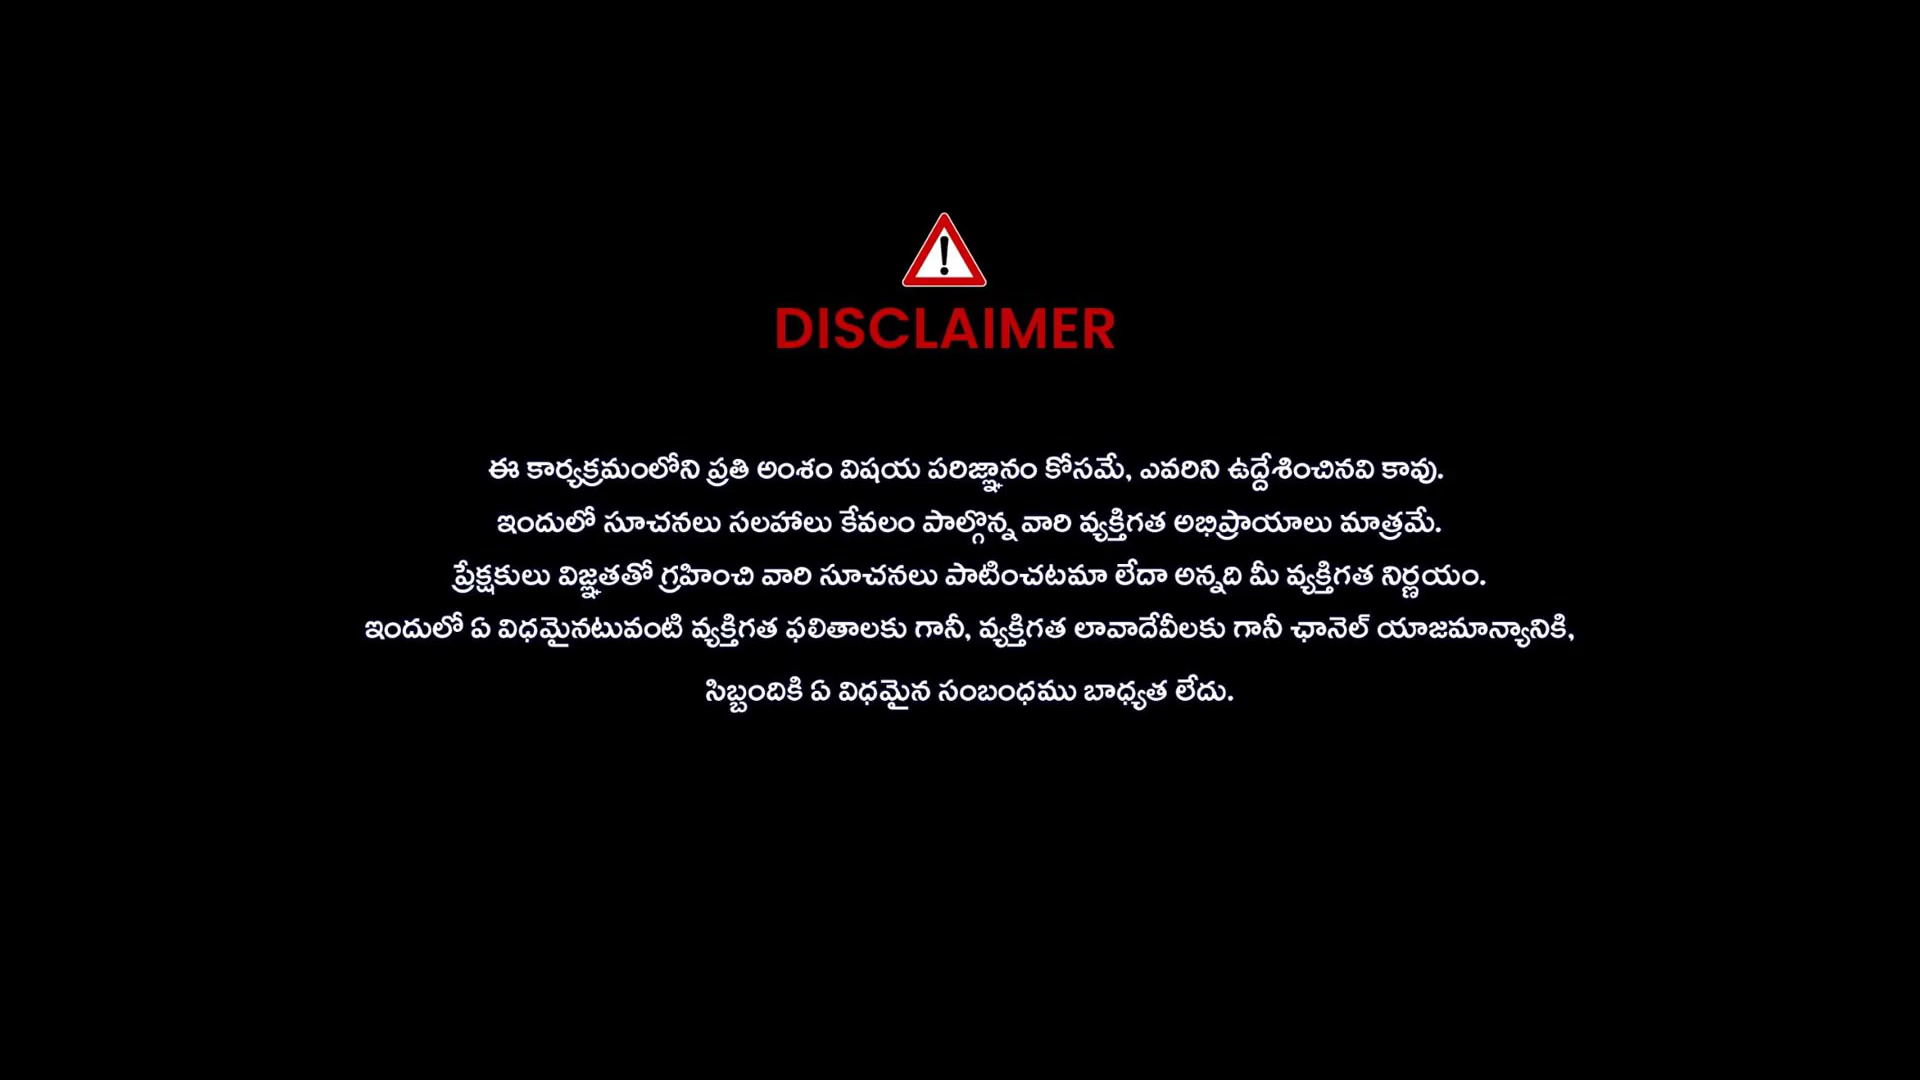 DISCLAIMER
ఈ కార్యక్రమంలోని ప్రతి అంశం విషయ పరిజ్ఞానం కోసమే, ఎవరిని ఉద్దేశించినవి కావు.
ఇందులో సూచనలు సలహాలు కేవలం పాల్గొన్న వారి వ్యక్తిగత అభిప్రాయాలు మాత్రమే.
ప్రేక్షకులు విజ్ఞతతో గ్రహించి వారి సూచనలు పాటించటమా లేదా అన్నది మీ వ్యక్తిగత నిర్ణయం.
ఇందులో ఏ విధమైనటువంటి వ్యక్తిగత ఫలితాలకు గానీ, వ్యక్తిగత లావాదేవీలకు గానీ ఛానెల్ యాజమాన్యానికి,
సిబ్బందికి ఏ విధమైన సంబంధము బాధ్యత లేదు.